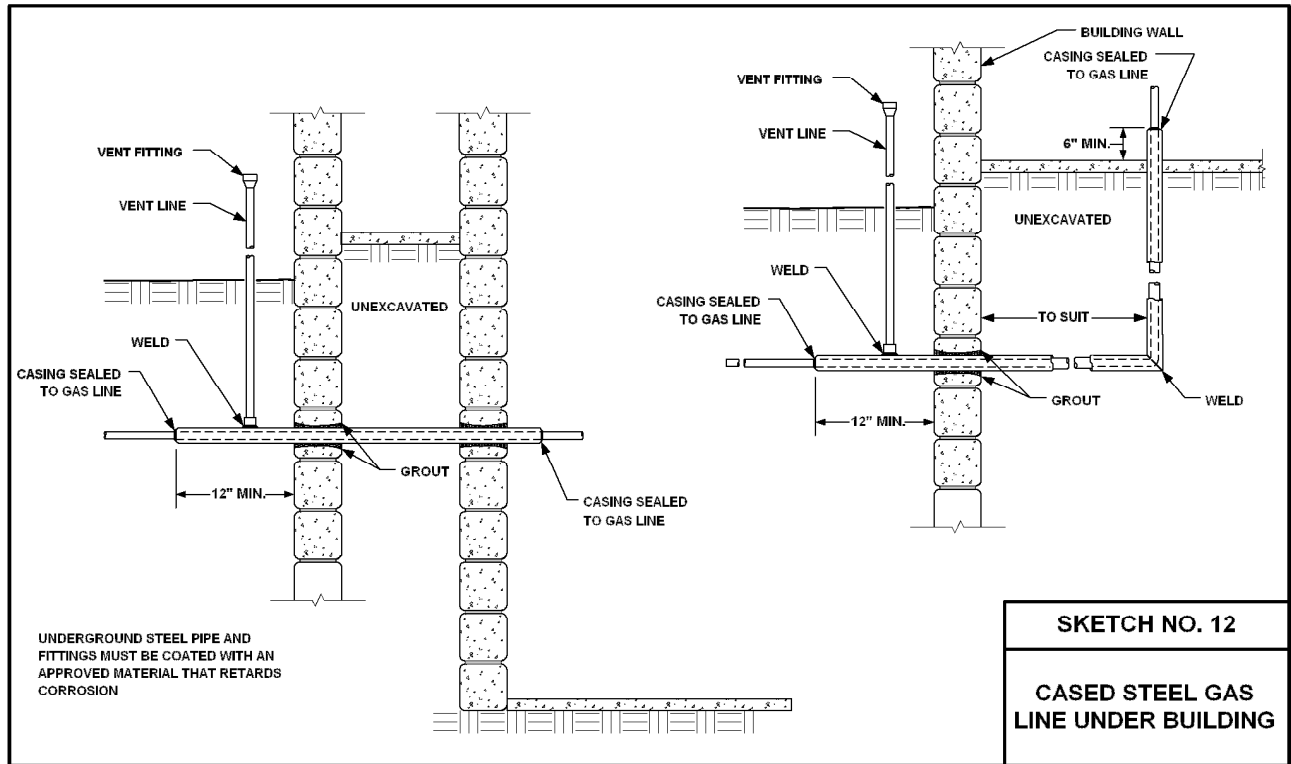 VENT FITTING
VENT LINE
UNEXCAVATED
WELD
CASING SEALED
TO GAS LINE
12" MIN.
GROUT
CASING SEALED
TO GAS LINE
UNDERGROUND STEEL PIPE AND
FITTINGS MUST BE COATED WITH AN
APPROVED MATERIAL THAT RETARDS
CORROSION
BUILDING WALL
CASING SEALED
TO GAS LINE
VENT FITTING
VENT LINE
6" MIN.
UNEXCAVATED
WELD
CASING SEALED
TO GAS LINE
TO SUIT
GROUT
WELD
12" MIN.
SKETCH NO. 12
CASED STEEL GAS
LINE UNDER BUILDING